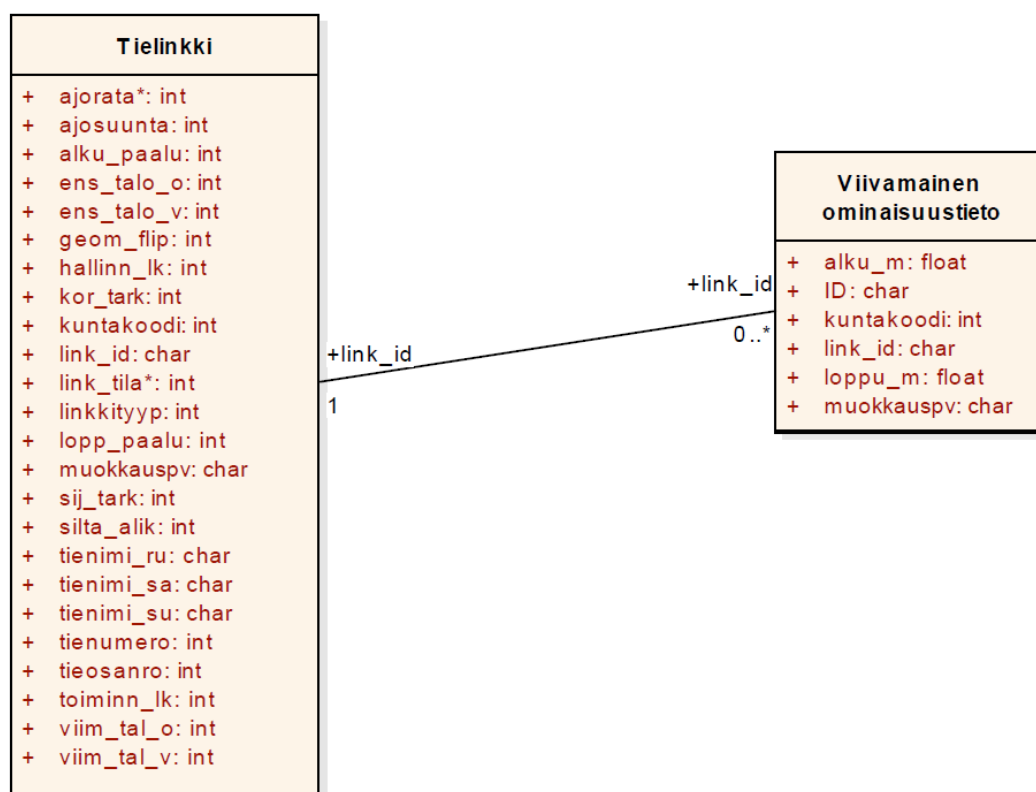 Tielinkki
+ ajorata*: int
+ ajosuunta: int
+ alku_paalu: int
+ ens_talo_o: int
+ ens_talo_v: int
+ geom_flip: int
+ hallinn_lk: int
+ kor_tark: int
+ kuntakoodi: int
+ link_id: char
+ link_tila*: int
+ linkkityyp: int
+ lopp_paalu: int
+ muokkauspv: char
+ sij_tark: int
+ silta_alik: int
+ tienimi_ru: char
+ tienimi_sa: char
+ tienimi_su: char
+ tienumero: int
+ tieosanro: int
+ toiminn_lk: int
+ viim_tal_o: int
+ viim_tal_v: int
+link_id
1
+link_id
0..*
Viivamainen
ominaisuustieto
+ alku_m: float
+ ID: char
+ kuntakoodi: int
+ link_id: char
+ loppu_m: float
+ muokkauspv: char